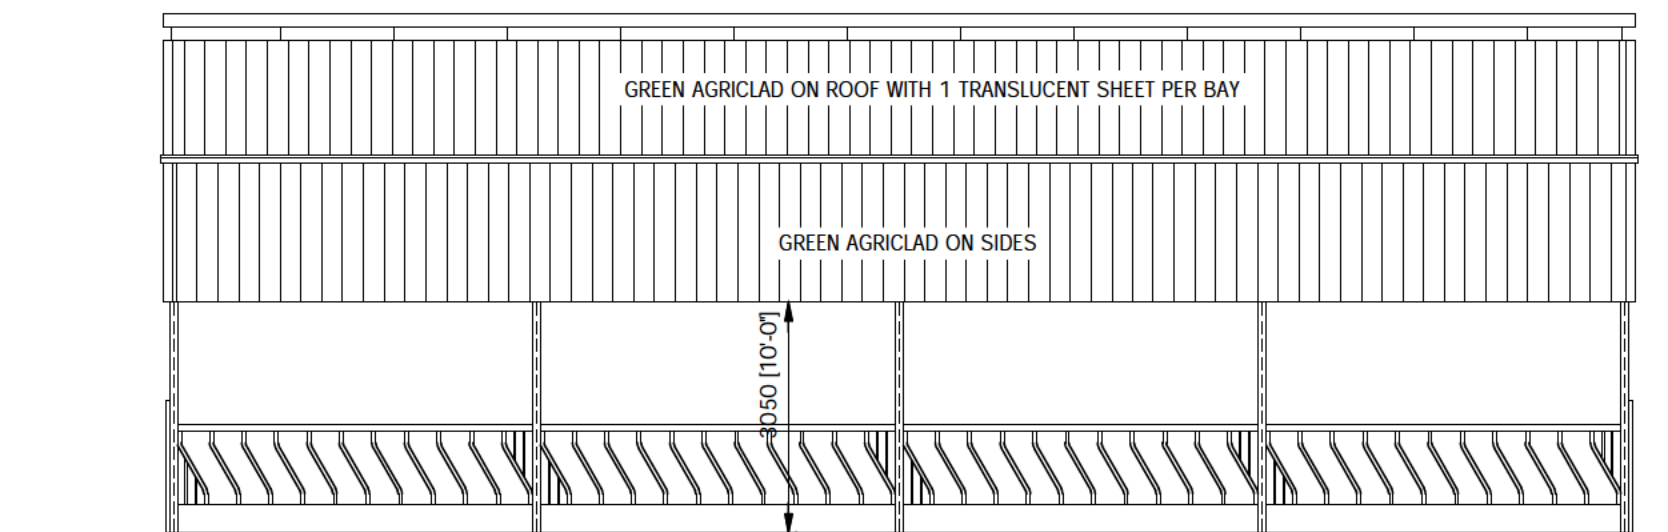 GREEN AGRICLAD ON ROOF WITH 1 TRANSLUCENT SHEET PER BAY
GREEN AGRICLAD ON SIDES
3050 [10'-0"]